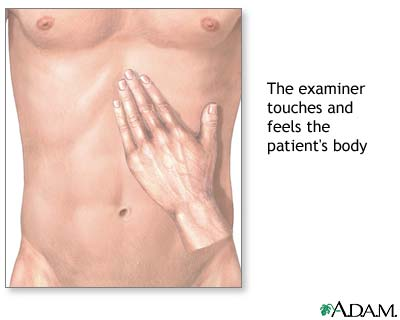 The examiner
touches and
feels the
patient's body
A.D.A.M.